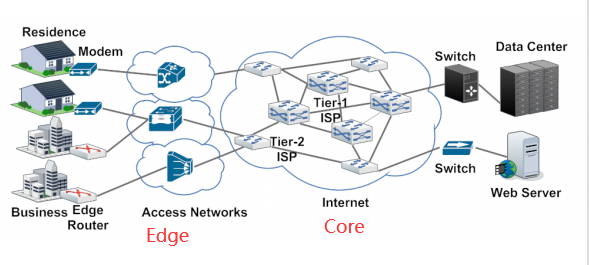 Residence
Modem
Switch
Data Center
Tier-1
ISP
Tier-2
ISP
Switch
Web Server
Business
Edge
Router
Access Networks
Internet
Edge
Core